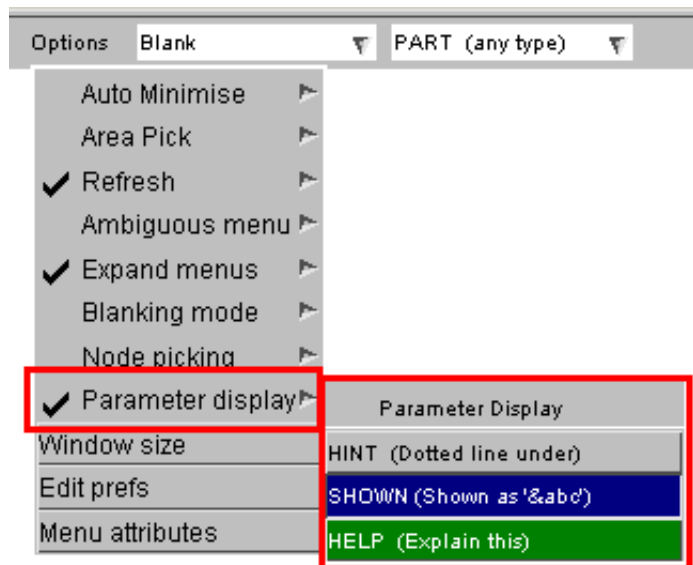 Options Blank PART (any type)
Auto Minimise
Area Pick
Refresh
Ambiguous menu
Expand menus
Blanking mode
Node picking
Parameter display
Window size
Edit prefs
Menu attributes
Parameter Display
HINT (Dotted line under)
SHOWN (Shown as '&abc')
HELP (Explain this)